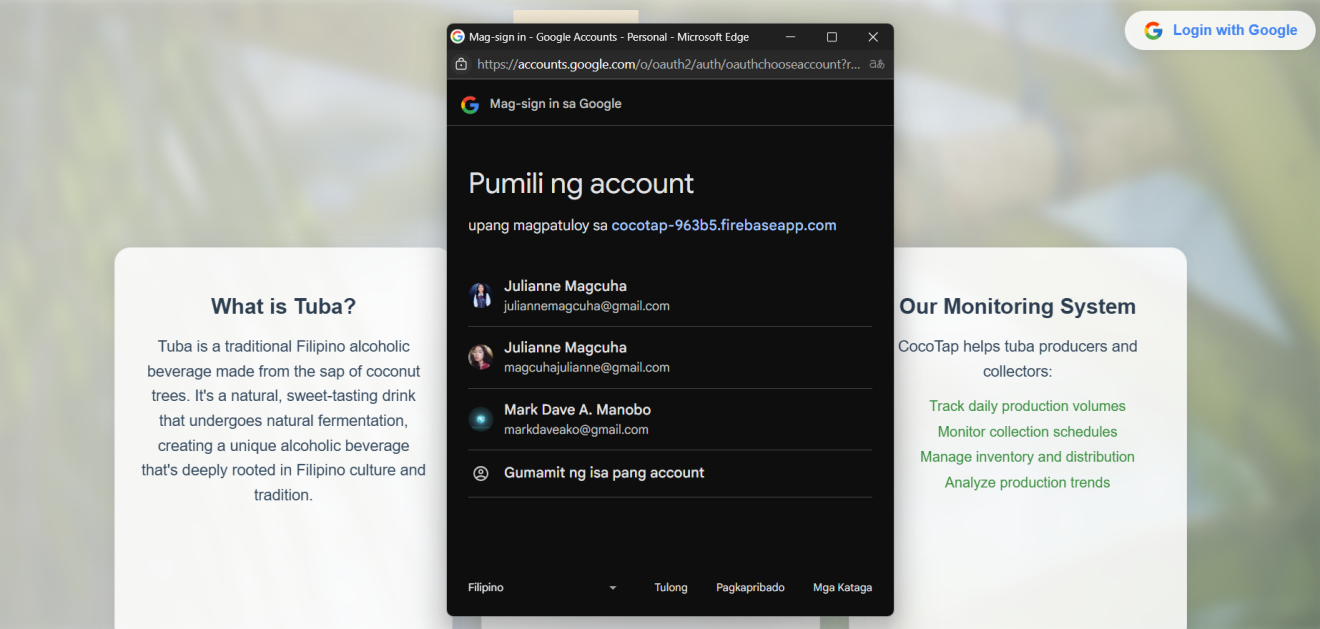 Login with Google
Mag-sign in - Google Accounts - Personal - Microsoft Edge
https://accounts.google.com/o/oauth2/auth/oauthchooseaccount?r...
Mag-sign in sa Google
Pumili ng account
upang magpatuloy sa cocotap-963b5.firebaseapp.com
Julianne Magcuha
juliannemagcuha@gmail.com
Julianne Magcuha
magcuhajulianne@gmail.com
Mark Dave A. Manobo
markdaveako@gmail.com
Gumamit ng isa pang account
Filipino
Tulong
Pagkapribado
Mga Kataga
What is Tuba?
Tuba is a traditional Filipino alcoholic
beverage made from the sap of coconut
trees. It's a natural, sweet-tasting drink
that undergoes natural fermentation,
creating a unique alcoholic beverage
that's deeply rooted in Filipino culture and
tradition.
Our Monitoring System
CocoTap helps tuba producers and
collectors:
Track daily production volumes
Monitor collection schedules
Manage inventory and distribution
Analyze production trends